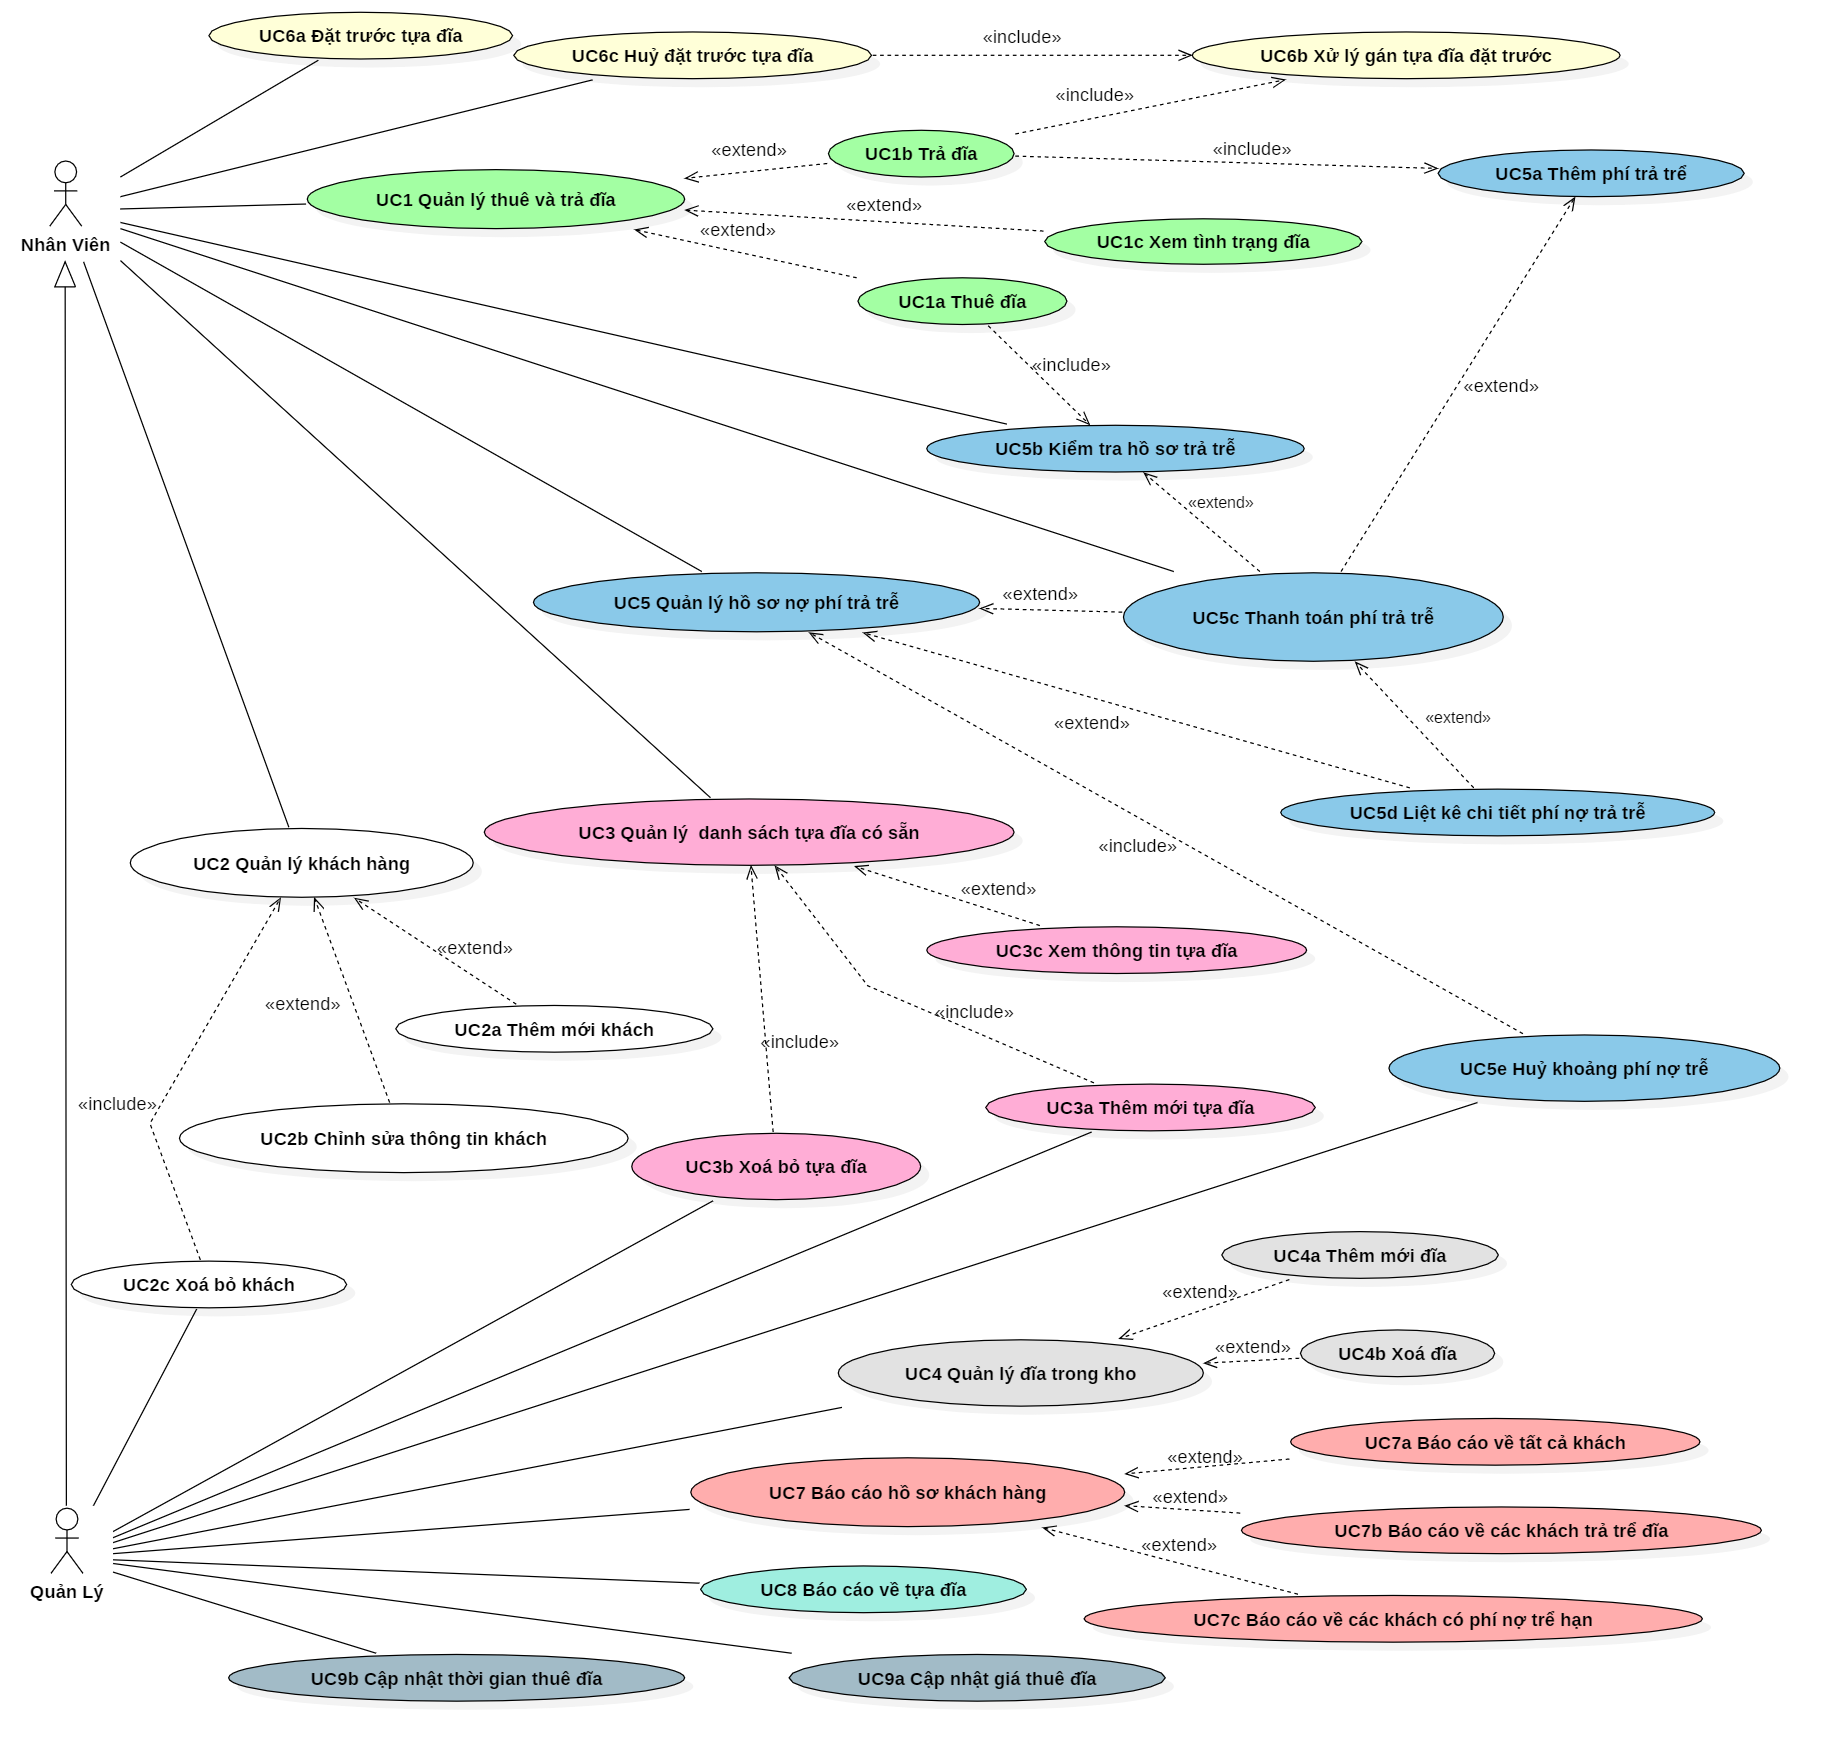 UC6a Đặt trước tựa đĩa
UC6c Huỷ đặt trước tựa đĩa
«include»
UC6b Xử lý gán tựa đĩa đặt trước
«include»
«extend»
UC1b Trả đĩa
«include»
UC5a Thêm phí trả trể
UC1 Quản lý thuê và trả đĩa
«extend»
«extend»
UC1c Xem tình trạng đĩa
Nhân Viên
UC1a Thuê đĩa
«include»
«extend»
UC5b Kiểm tra hồ sơ trả trễ
«extend»
UC5 Quản lý hồ sơ nợ phí trả trễ
«extend»
UC5c Thanh toán phí trả trễ
«extend»
«extend»
UC5d Liệt kê chi tiết phí nợ trả trễ
UC3 Quản lý  danh sách tựa đĩa có sẵn
«include»
UC2 Quản lý khách hàng
«extend»
«extend»
UC3c Xem thông tin tựa đĩa
«extend»
«include»
UC2a Thêm mới khách
«include»
UC5e Huỷ khoảng phí nợ trễ
«include»
UC3a Thêm mới tựa đĩa
UC2b Chỉnh sửa thông tin khách
UC3b Xoá bỏ tựa đĩa
UC4a Thêm mới đĩa
UC2c Xoá bỏ khách
«extend»
«extend»
UC4b Xoá đĩa
UC4 Quản lý đĩa trong kho
UC7a Báo cáo về tất cả khách
«extend»
UC7 Báo cáo hồ sơ khách hàng
«extend»
UC7b Báo cáo về các khách trả trể đĩa
«extend»
Quản Lý
UC8 Báo cáo về tựa đĩa
UC7c Báo cáo về các khách có phí nợ trể hạn
UC9b Cập nhật thời gian thuê đĩa
UC9a Cập nhật giá thuê đĩa